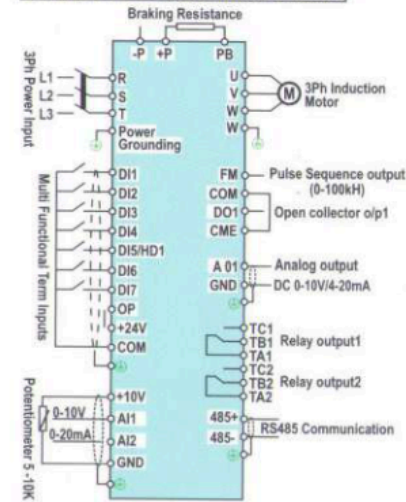 Braking Resistance
-P +P PB
3Ph Power Input
L1
L2
L3
R
S
T
Power
Grounding
U
V
W
W
M
3Ph Induction
Motor
Multi Functional Term Inputs
DI1
DI2
DI3
DI4
DI5/HD1
DI6
DI7
OP
+24V
COM
FM
COM
DO1
CME
Pulse Sequence output
(0-100kH)
Open collector o/p1
A 01
GND
Analog output
DC 0-10V/4-20mA
TC1
TB1
TA1
Relay output1
TC2
TB2
TA2
Relay output2
Potentiometer 5 -10K
0-10V
0-20mA
+10V
AI1
AI2
GND
485+
485-
RS485 Communication